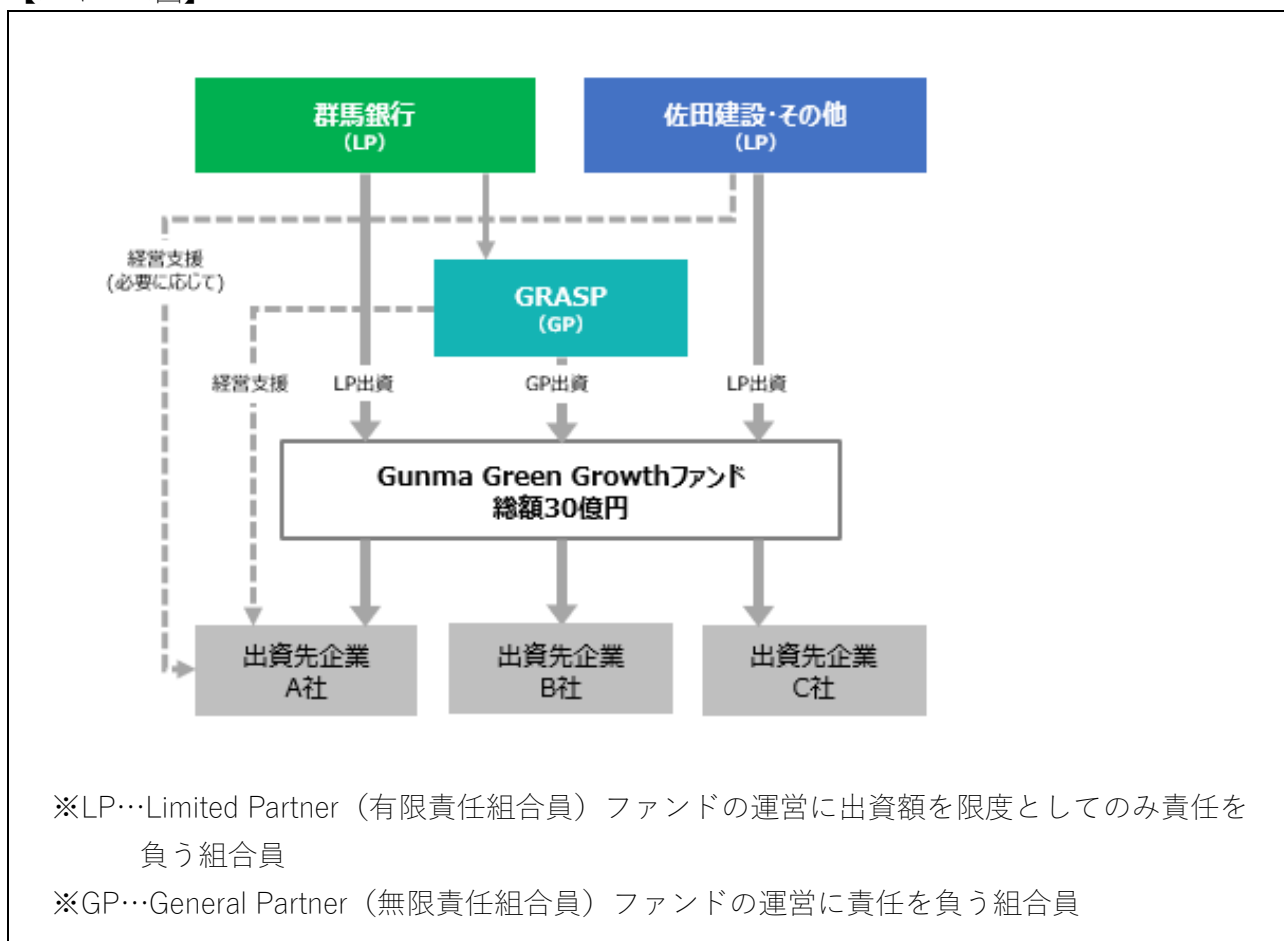 群馬銀行
(LP)
佐田建設・その他
(LP)
経営支援
(必要に応じて)
GRASP
(GP)
経営支援
LP出資
GP出資
LP出資
Gunma Green Growthファンド
総額30億円
出資先企業
A社
出資先企業
B社
出資先企業
C社
※LP…Limited Partner（有限責任組合員）ファンドの運営に出資額を限度としてのみ責任を
負う組合員
※GP…General Partner（無限責任組合員）ファンドの運営に責任を負う組合員